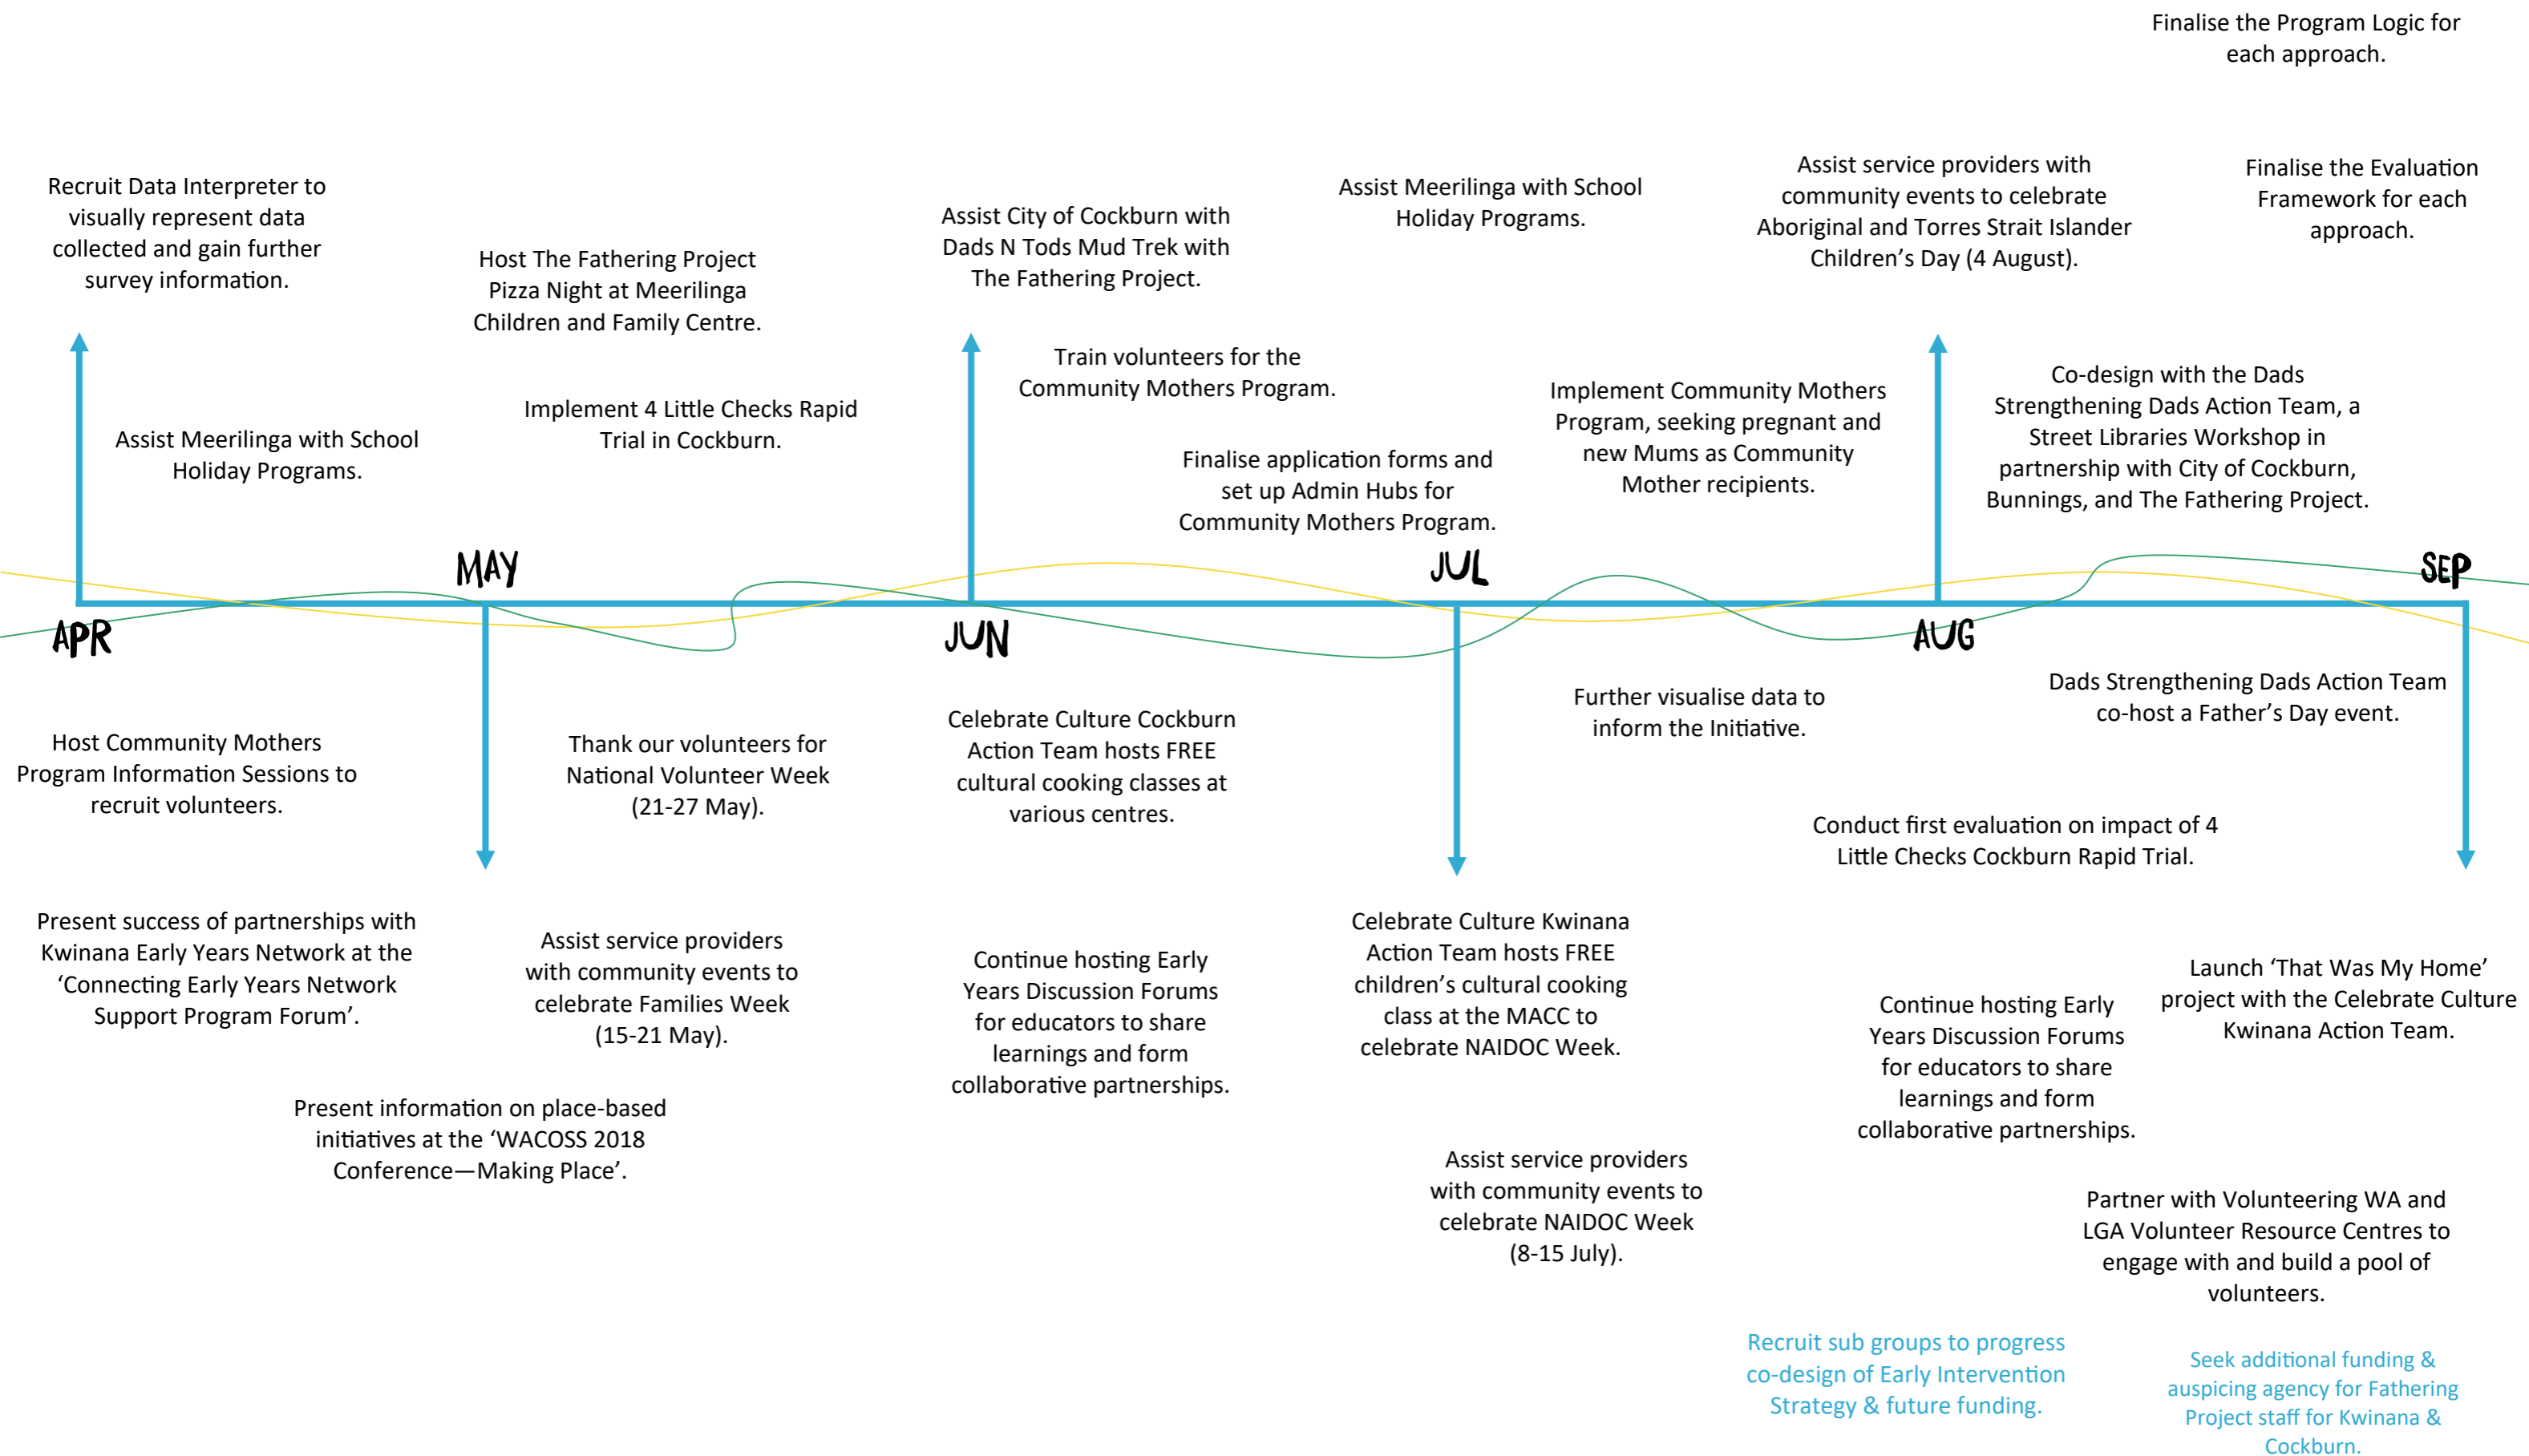 Finalise the Program Logic for
each approach.
Recruit Data Interpreter to
visually represent data
collected and gain further
survey information.
Assist Meerilinga with School
Holiday Programs.
Host The Fathering Project
Pizza Night at Meerilinga
Children and Family Centre.
Implement 4 Little Checks Rapid
Trial in Cockburn.
Assist City of Cockburn with
Dads N Tods Mud Trek with
The Fathering Project.
Train volunteers for the
Community Mothers Program.
Finalise application forms and
set up Admin Hubs for
Community Mothers Program.
Assist Meerilinga with School
Holiday Programs.
Implement Community Mothers
Program, seeking pregnant and
new Mums as Community
Mother recipients.
Assist service providers with
community events to celebrate
Aboriginal and Torres Strait Islander
Children’s Day (4 August).
Finalise the Evaluation
Framework for each
approach.
Co-design with the Dads
Strengthening Dads Action Team, a
Street Libraries Workshop in
partnership with City of Cockburn,
Bunnings, and The Fathering Project.
APR
MAY
JUN
JUL
AUG
SEP
Host Community Mothers
Program Information Sessions to
recruit volunteers.
Present success of partnerships with
Kwinana Early Years Network at the
‘Connecting Early Years Network
Support Program Forum’.
Present information on place-based
initiatives at the ‘WACOSS 2018
Conference—Making Place’.
Thank our volunteers for
National Volunteer Week
(21-27 May).
Assist service providers
with community events to
celebrate Families Week
(15-21 May).
Celebrate Culture Cockburn
Action Team hosts FREE
cultural cooking classes at
various centres.
Continue hosting Early
Years Discussion Forums
for educators to share
learnings and form
collaborative partnerships.
Celebrate Culture Kwinana
Action Team hosts FREE
children’s cultural cooking
class at the MACC to
celebrate NAIDOC Week.
Assist service providers
with community events to
celebrate NAIDOC Week
(8-15 July).
Further visualise data to
inform the Initiative.
Dads Strengthening Dads Action Team
co-host a Father’s Day event.
Conduct first evaluation on impact of 4
Little Checks Cockburn Rapid Trial.
Continue hosting Early
Years Discussion Forums
for educators to share
learnings and form
collaborative partnerships.
Launch ‘That Was My Home’
project with the Celebrate Culture
Kwinana Action Team.
Partner with Volunteering WA and
LGA Volunteer Resource Centres to
engage with and build a pool of
volunteers.
Recruit sub groups to progress
co-design of Early Intervention
Strategy & future funding.
Seek additional funding &
auspicing agency for Fathering
Project staff for Kwinana &
Cockburn.